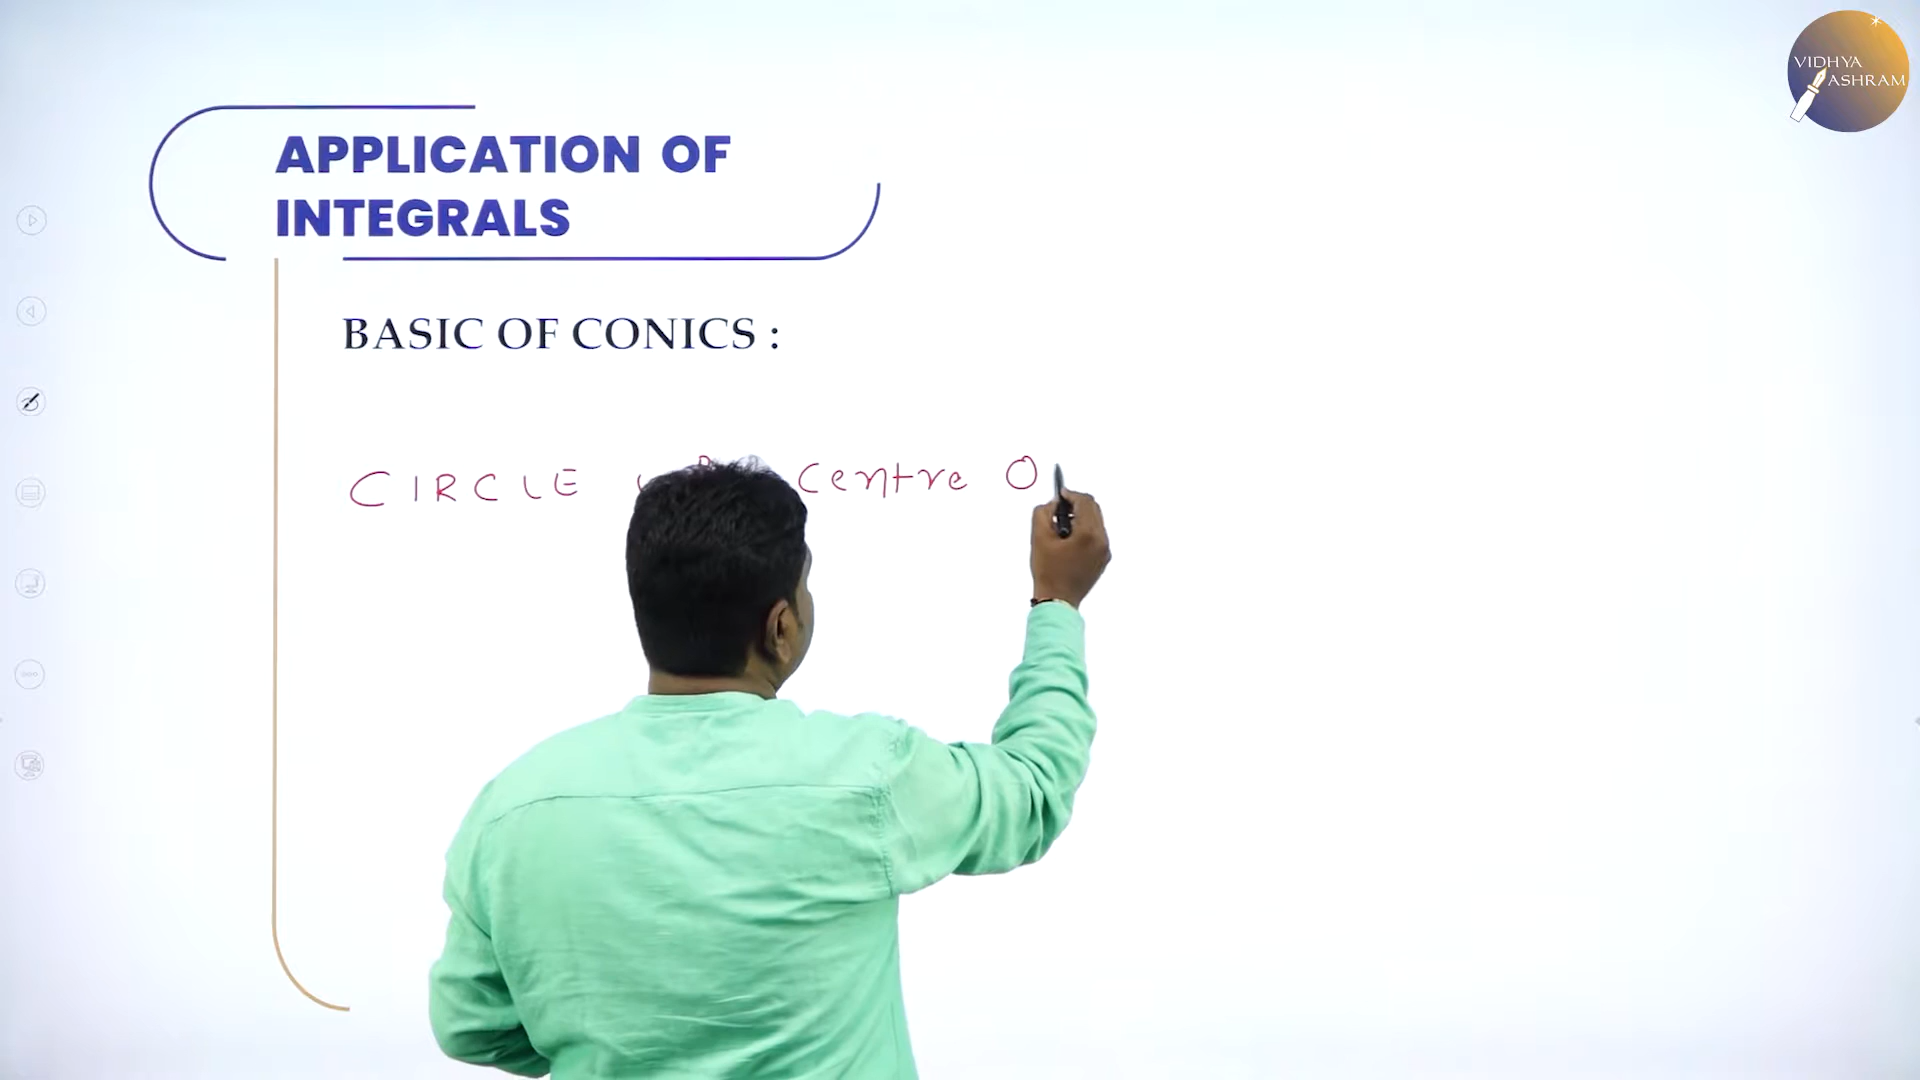 VIDHYA
ASHRAM
APPLICATION OF
INTEGRALS
BASIC OF CONICS :
CIRCLE centre O